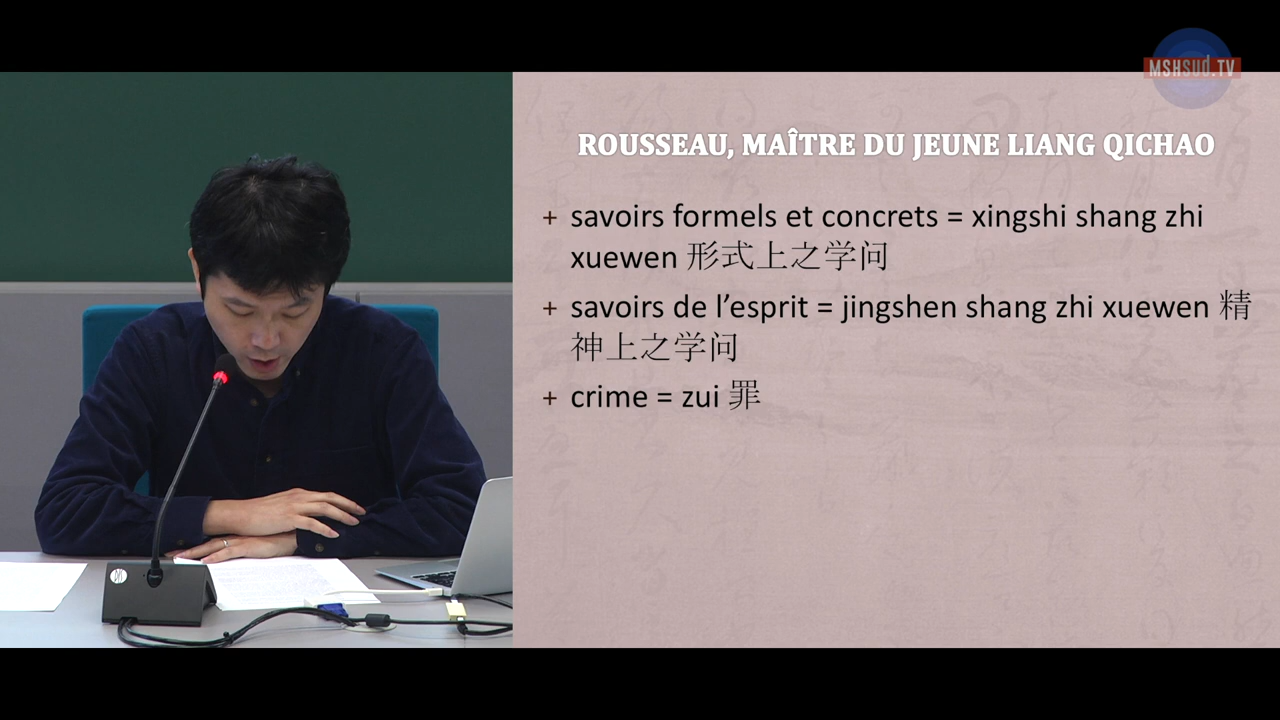 MSHSUD.TV
ROUSSEAU, MAÎTRE DU JEUNE LIANG QICHAO
+ savoirs formels et concrets = xingshi shang zhi
xuewen 形式上之学问
+ savoirs de l’esprit = jingshen shang zhi xuewen 精
神上之学问
+ crime = zui 罪